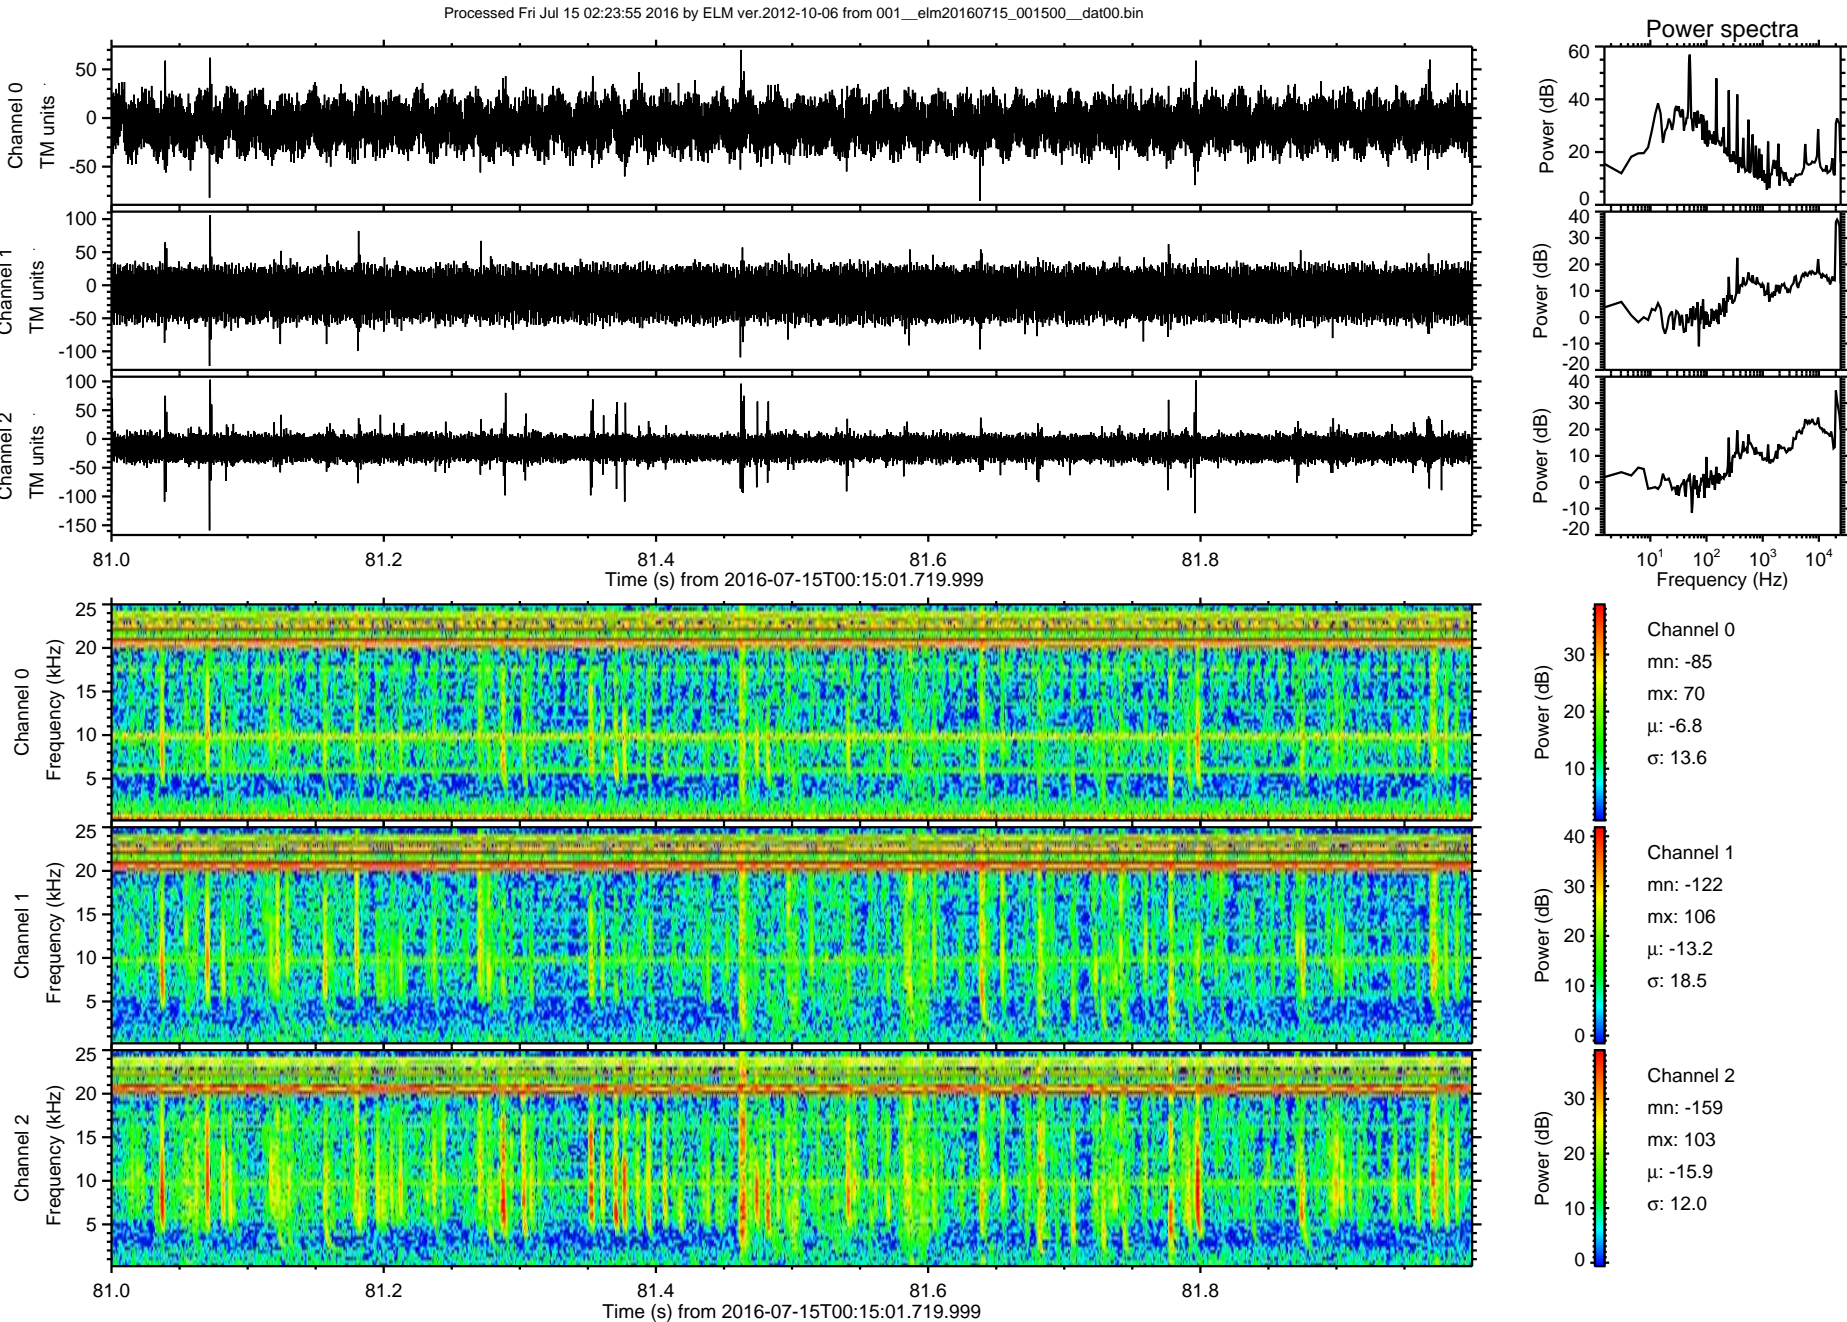 Processed Fri Jul 15 02:23:55 2016 by ELM ver.2012-10-06 from 001__elm20160715_001500__dat00.bin
Power spectra
Channel 0
TM units
50
0
-50
Power (dB)
60
40
20
0
Channel 1
TM units
100
50
0
-50
-100
Power (dB)
40
30
20
10
0
-10
-20
Channel 2
TM units
100
50
0
-50
-100
-150
Power (dB)
40
30
20
10
0
-10
-20
81.0 81.2 81.4 81.6 81.8
Time (s) from 2016-07-15T00:15:01.719.999
10^1 10^2 10^3 10^4
Frequency (Hz)
Channel 0
Frequency (kHz)
25
20
15
10
5
Power (dB)
30
20
10
Channel 0
mn: -85
mx: 70
μ: -6.8
σ: 13.6
Channel 1
Frequency (kHz)
25
20
15
10
5
Power (dB)
40
30
20
10
0
Channel 1
mn: -122
mx: 106
μ: -13.2
σ: 18.5
Channel 2
Frequency (kHz)
25
20
15
10
5
Power (dB)
30
20
10
0
Channel 2
mn: -159
mx: 103
μ: -15.9
σ: 12.0
81.0 81.2 81.4 81.6 81.8
Time (s) from 2016-07-15T00:15:01.719.999